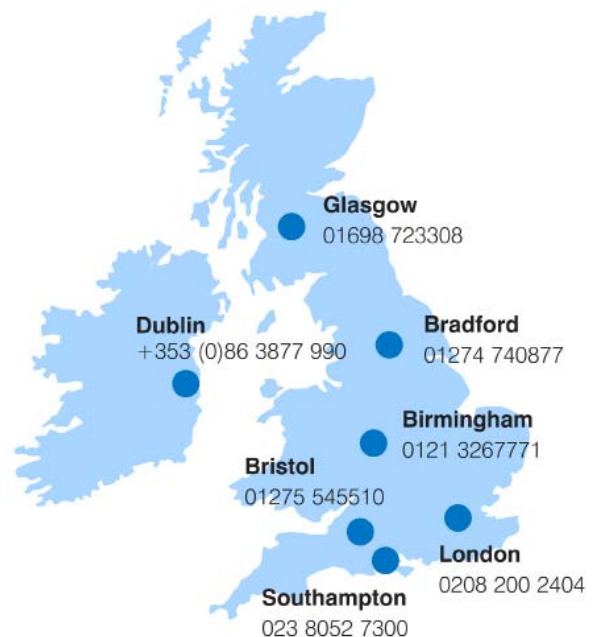 Glasgow
01698 723308
Dublin
+353 (0)86 3877 990
Bradford
01274 740877
Birmingham
0121 3267771
Bristol
01275 545510
London
0208 200 2404
Southampton
023 8052 7300